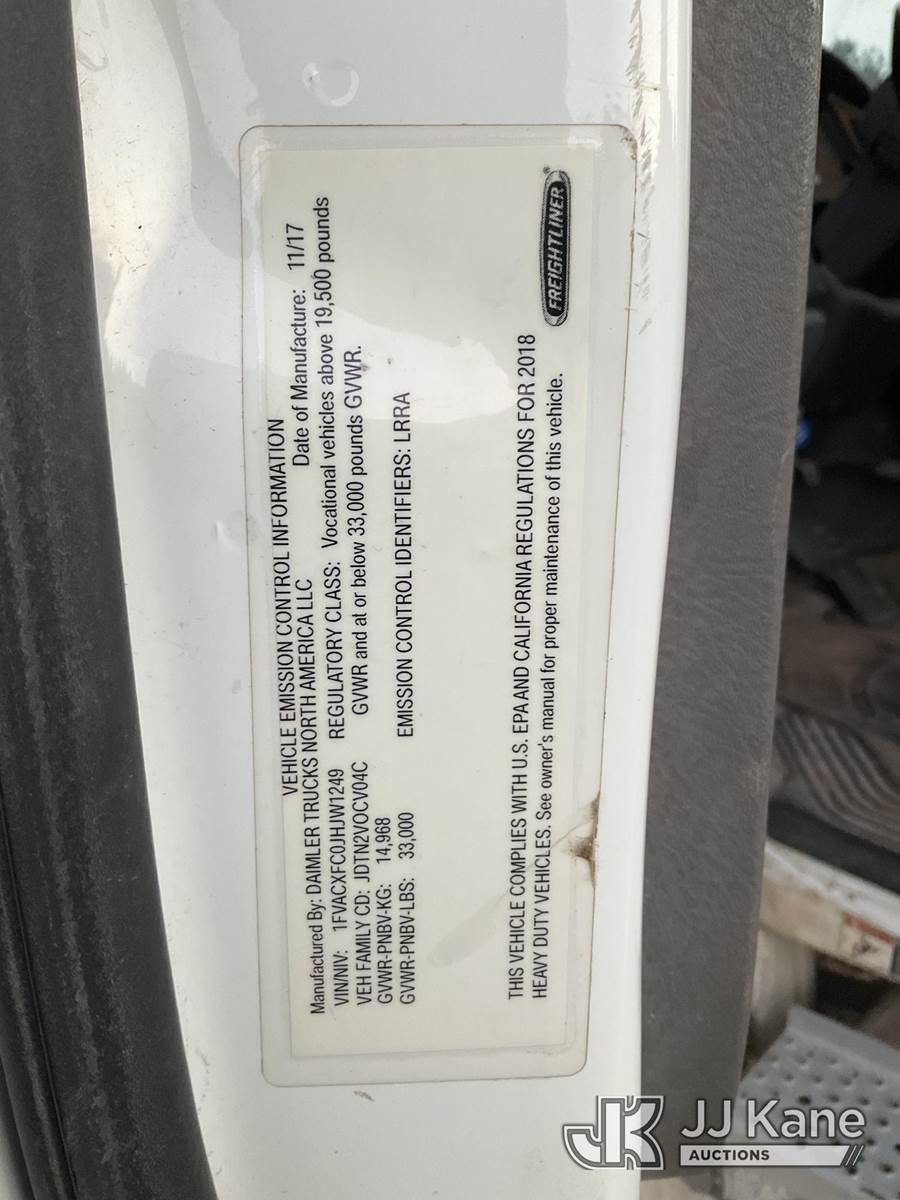 VEHICLE EMISSION CONTROL INFORMATION
Manufactured By: DAIMLER TRUCKS NORTH AMERICA LLC Date of Manufacture: 11/17
VIN/NIV: 1FVACXFC0JHJW1249 REGULATORY CLASS: Vocational vehicles above 19,500 pounds
VEH FAMILY CD: JDTN2VOCV04C GVWR and at or below 33,000 pounds GVWR.
GVWR-PNBV-KG: 14,968
GVWR-PNBV-LBS: 33,000 EMISSION CONTROL IDENTIFIERS: LRRA
THIS VEHICLE COMPLIES WITH U.S. EPA AND CALIFORNIA REGULATIONS FOR 2018
HEAVY DUTY VEHICLES. See owner's manual for proper maintenance of this vehicle.
FREIGHTLINER®
JK JJ Kane
AUCTIONS